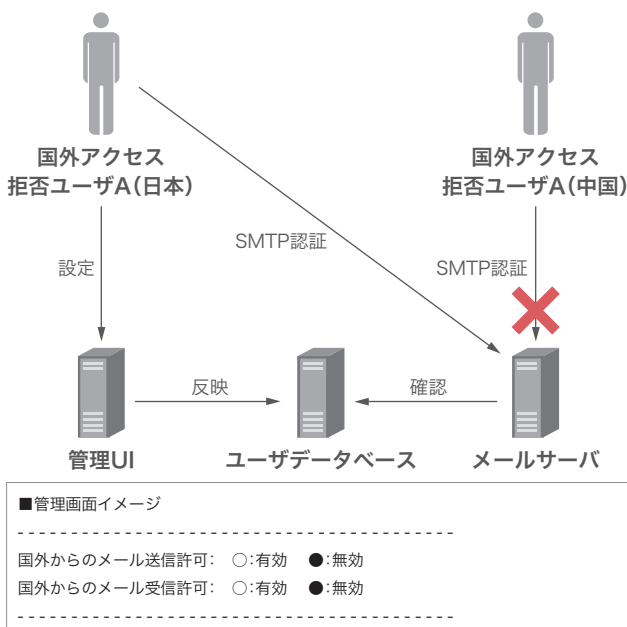 国外アクセス
拒否ユーザA(日本)
国外アクセス
拒否ユーザA(中国)
SMTP認証
SMTP認証
設定
反映
確認
管理UI
ユーザデータベース
メールサーバ
■管理画面イメージ
- - - - - - - - - - - - - - - - - - - - - - - - - - - - - - - - - - - - - - - - -
国外からのメール送信許可: ○:有効 ●:無効
国外からのメール受信許可: ○:有効 ●:無効
- - - - - - - - - - - - - - - - - - - - - - - - - - - - - - - - - - - - - - - - -